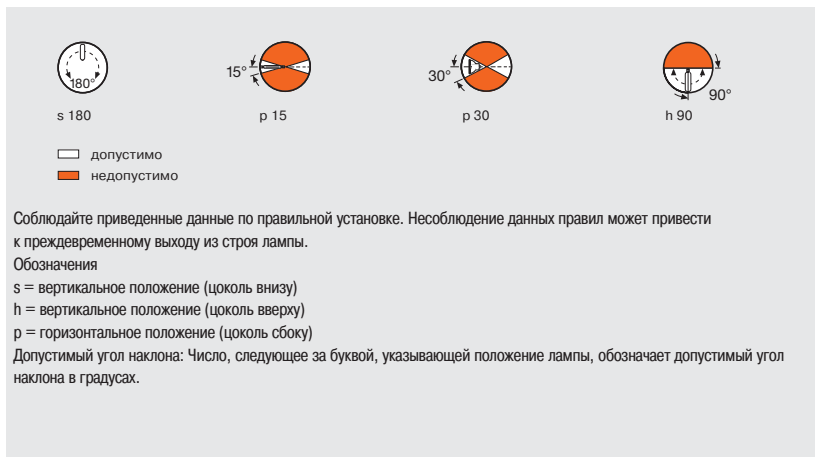 180°
15°
30°
90°
s 180
p 15
p 30
h 90
допустимо
недопустимо
Соблюдайте приведенные данные по правильной установке. Несоблюдение данных правил может привести
к преждевременному выходу из строя лампы.
Обозначения
s = вертикальное положение (цоколь внизу)
h = вертикальное положение (цоколь вверху)
p = горизонтальное положение (цоколь сбоку)
Допустимый угол наклона: Число, следующее за буквой, указывающей положение лампы, обозначает допустимый угол
наклона в градусах.